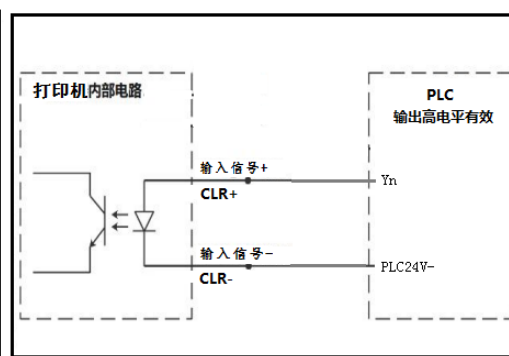 打印机内部电路
PLC
输出高电平有效
输入信号+
CLR+
Yn
输入信号-
CLR-
PLC24V-